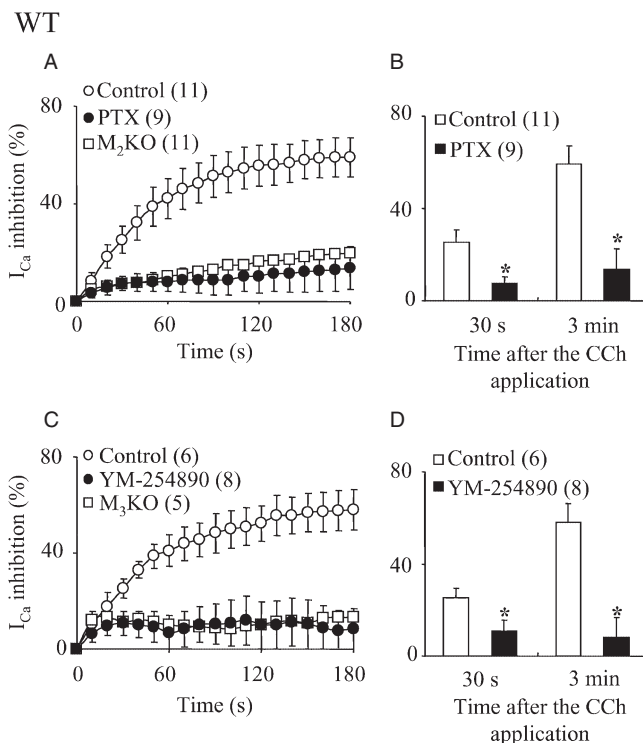 WT
A
Control (11)
PTX (9)
M₂KO (11)
I_Ca inhibition (%)
80
40
0
60
120
180
Time (s)
B
Control (11)
PTX (9)
80
40
0
*
*
30 s
3 min
Time after the CCh
application
C
Control (6)
YM-254890 (8)
M₃KO (5)
I_Ca inhibition (%)
80
40
0
0
60
120
180
Time (s)
D
Control (6)
YM-254890 (8)
80
40
0
*
*
30 s
3 min
Time after the CCh
application